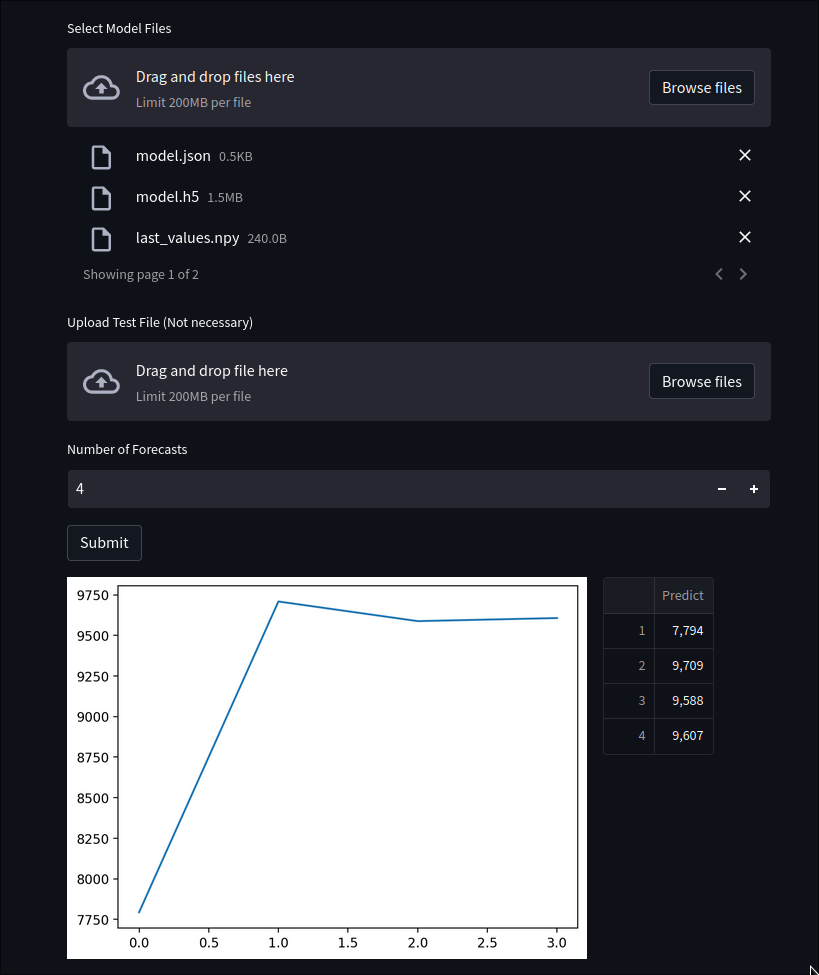 Select Model Files
Drag and drop files here
Limit 200MB per file
Browse files
model.json 0.5KB
model.h5 1.5MB
last_values.npy 240.0B
Showing page 1 of 2
Upload Test File (Not necessary)
Drag and drop file here
Limit 200MB per file
Browse files
Number of Forecasts
4
Submit
9750
9500
9250
9000
8750
8500
8250
8000
7750
0.0 0.5 1.0 1.5 2.0 2.5 3.0
Predict
1 7,794
2 9,709
3 9,588
4 9,607